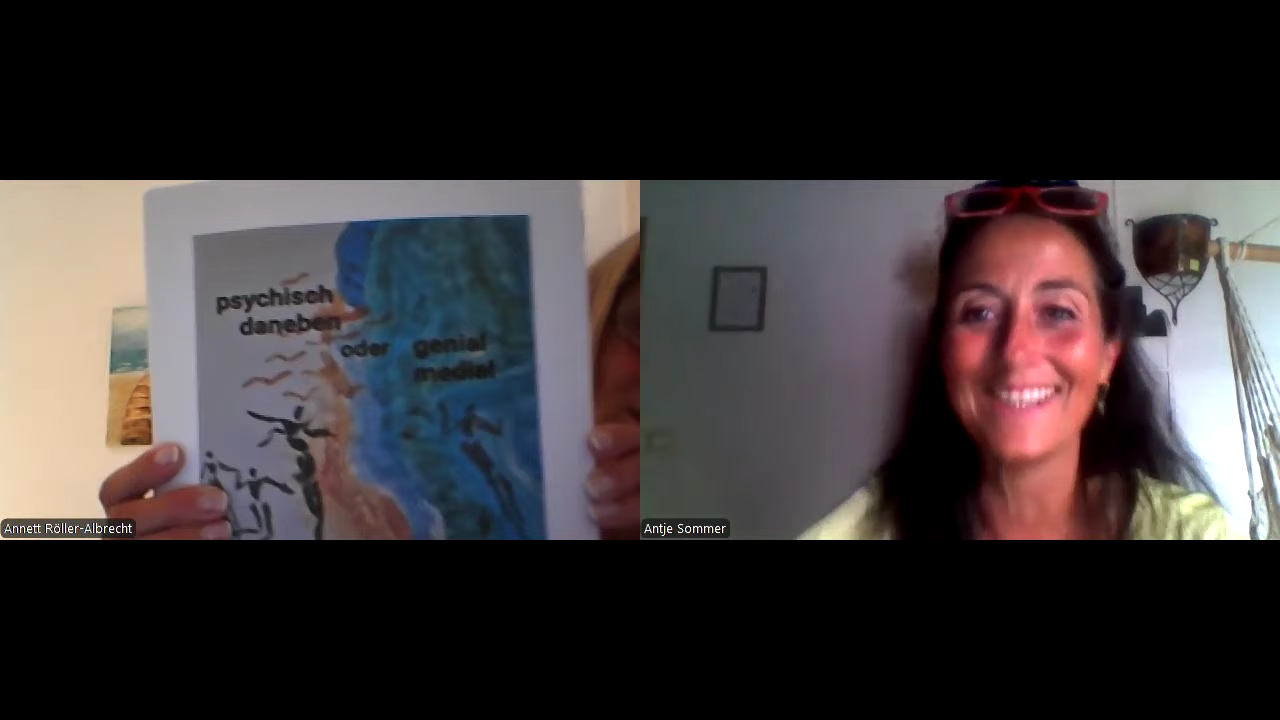 psychisch
daneben
oder genial
medial
Annett Röller-Albrecht
Antje Sommer